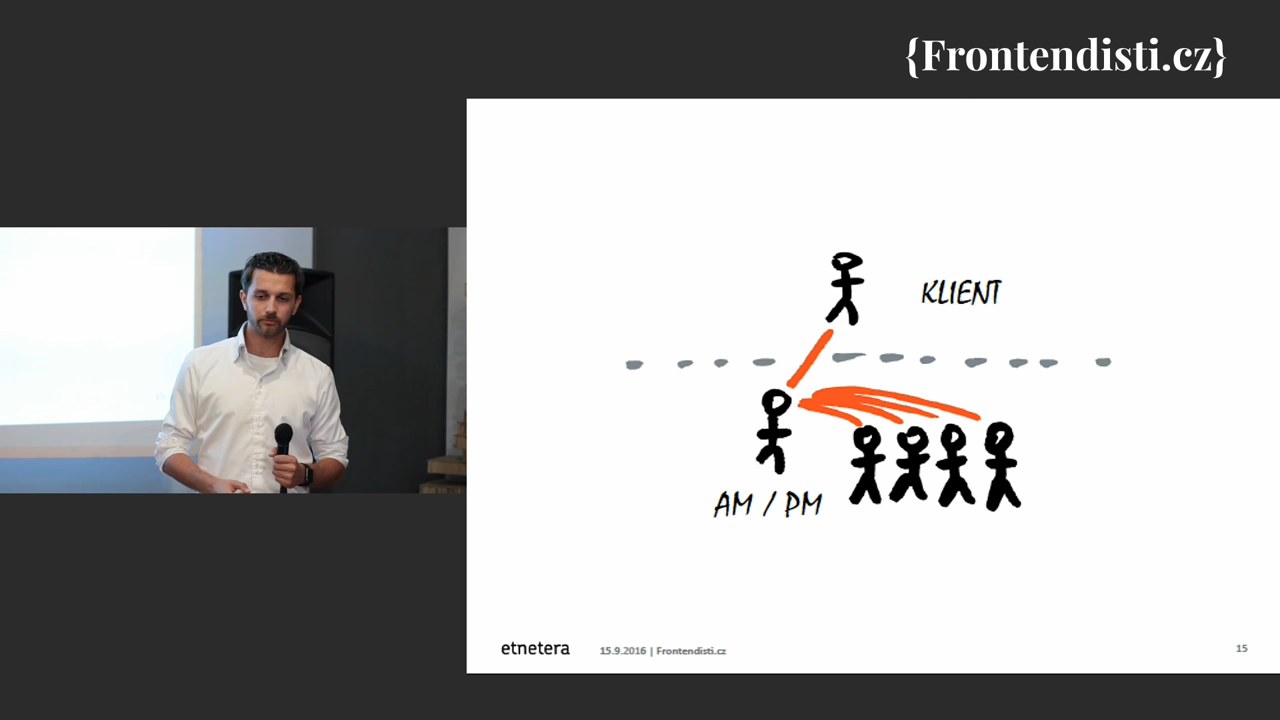 {Frontendisti.cz}
KLIENT
AM / PM
etnetera
15.9.2016 | Frontendisti.cz
15